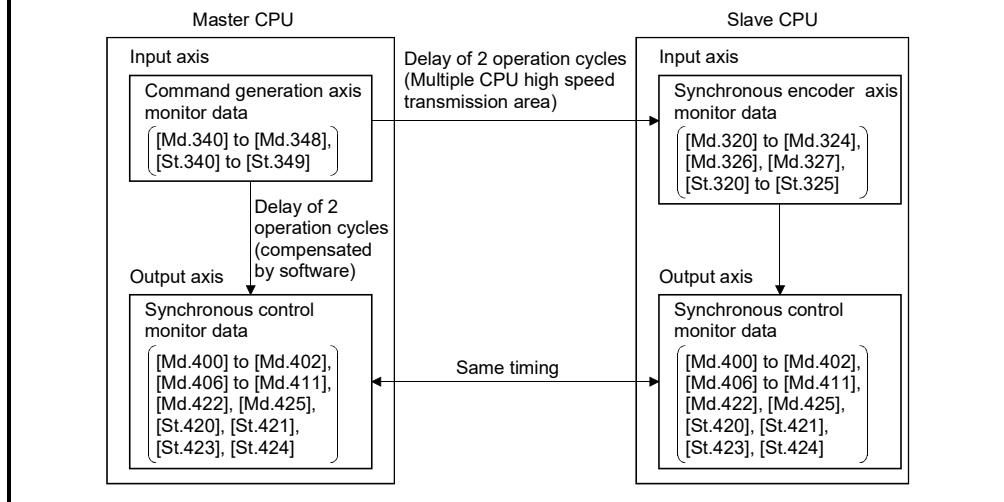 Master CPU
Input axis
Command generation axis
monitor data
[Md.340] to [Md.348],
[St.340] to [St.349]
Delay of 2
operation cycles
(compensated
by software)
Output axis
Synchronous control
monitor data
[Md.400] to [Md.402],
[Md.406] to [Md.411],
[Md.422], [Md.425],
[St.420], [St.421],
[St.423], [St.424]
Delay of 2 operation cycles
(Multiple CPU high speed
transmission area)
Same timing
Slave CPU
Input axis
Synchronous encoder axis
monitor data
[Md.320] to [Md.324],
[Md.326], [Md.327],
[St.320] to [St.325]
Output axis
Synchronous control
monitor data
[Md.400] to [Md.402],
[Md.406] to [Md.411],
[Md.422], [Md.425],
[St.420], [St.421],
[St.423], [St.424]